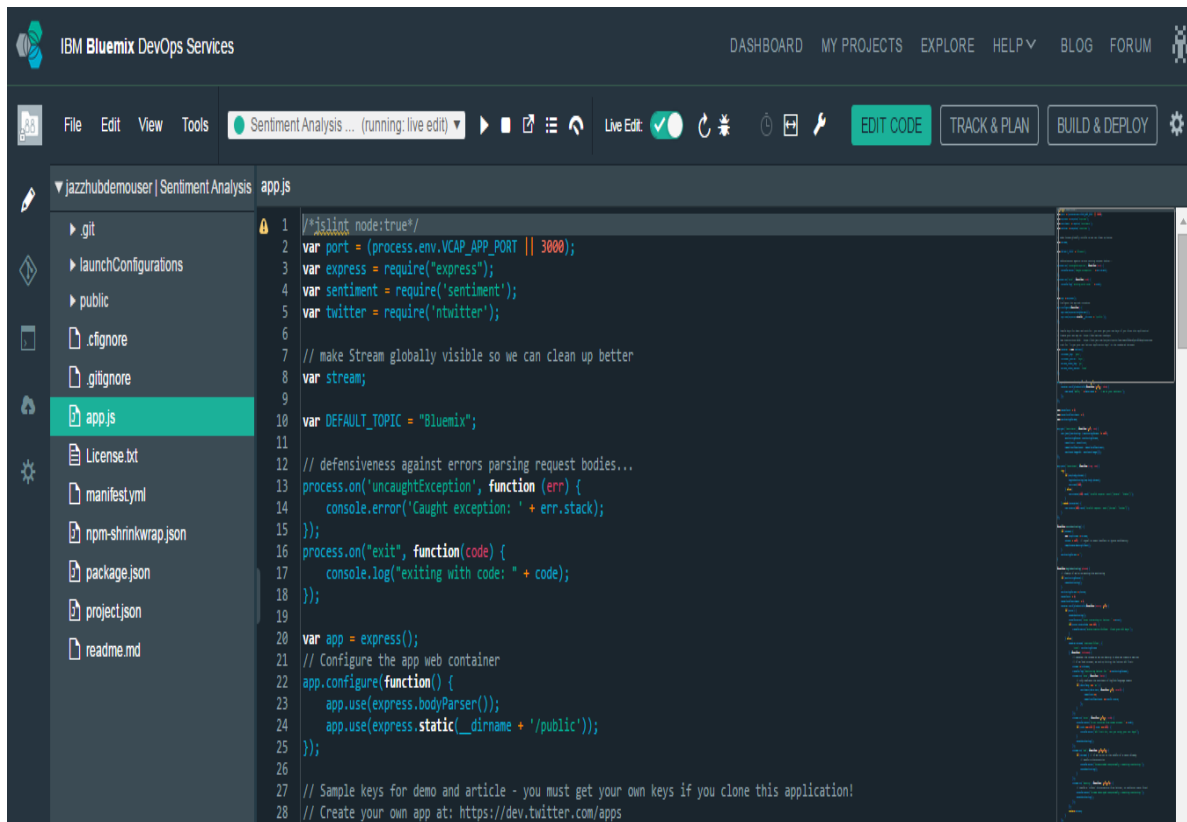 IBM Bluemix DevOps Services
DASHBOARD MY PROJECTS EXPLORE HELP BLOG FORUM
File Edit View Tools
Sentiment Analysis ... (running: live edit)
Live Edit:
EDIT CODE
TRACK & PLAN
BUILD & DEPLOY
jazzhubdemouser | Sentiment Analysis
.git
launchConfigurations
public
.cfignore
.gitignore
app.js
License.txt
manifest.yml
npm-shrinkwrap.json
package.json
project.json
readme.md
app.js
1 /*jslint node:true*/
2 var port = (process.env.VCAP_APP_PORT || 3000);
3 var express = require("express");
4 var sentiment = require('sentiment');
5 var twitter = require('ntwitter');
6
7 // make Stream globally visible so we can clean up better
8 var stream;
9
10 var DEFAULT_TOPIC = "Bluemix";
11
12 // defensiveness against errors parsing request bodies...
13 process.on('uncaughtException', function (err) {
14     console.error('Caught exception: ' + err.stack);
15 });
16 process.on("exit", function(code) {
17     console.log("exiting with code: " + code);
18 });
19
20 var app = express();
21 // Configure the app web container
22 app.configure(function() {
23     app.use(express.bodyParser());
24     app.use(express.static(__dirname + '/public'));
25 });
26
27 // Sample keys for demo and article - you must get your own keys if you clone this application!
28 // Create your own app at: https://dev.twitter.com/apps